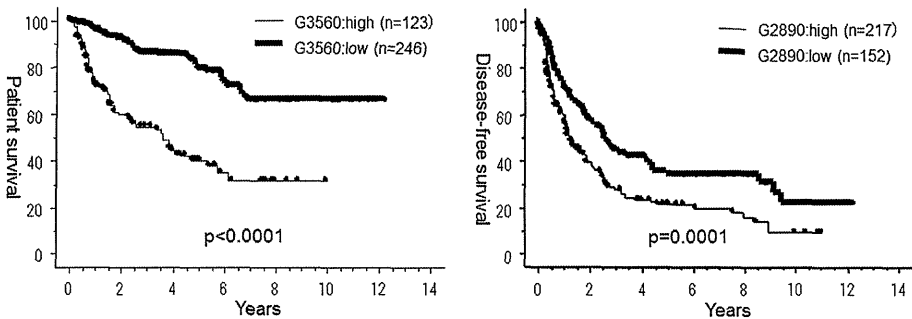 G3560:high (n=123)
G3560:low (n=246)
Patient survival
100
80
60
40
20
0
p<0.0001
0 2 4 6 8 10 12 14
Years
G2890:high (n=217)
G2890:low (n=152)
Disease-free survival
100
80
60
40
20
0
p=0.0001
0 2 4 6 8 10 12 14
Years